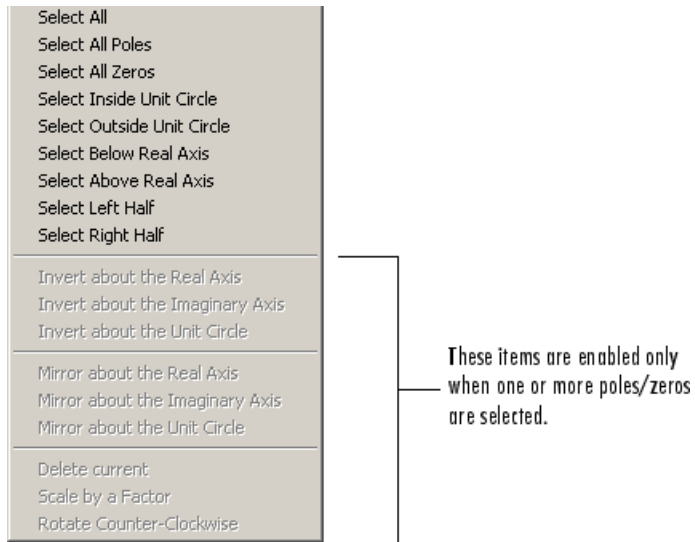 Select All
Select All Poles
Select All Zeros
Select Inside Unit Circle
Select Outside Unit Circle
Select Below Real Axis
Select Above Real Axis
Select Left Half
Select Right Half
Invert about the Real Axis
Invert about the Imaginary Axis
Invert about the Unit Circle
Mirror about the Real Axis
Mirror about the Imaginary Axis
Mirror about the Unit Circle
Delete current
Scale by a Factor
Rotate Counter-Clockwise
These items are enabled only
when one or more poles/zeros
are selected.